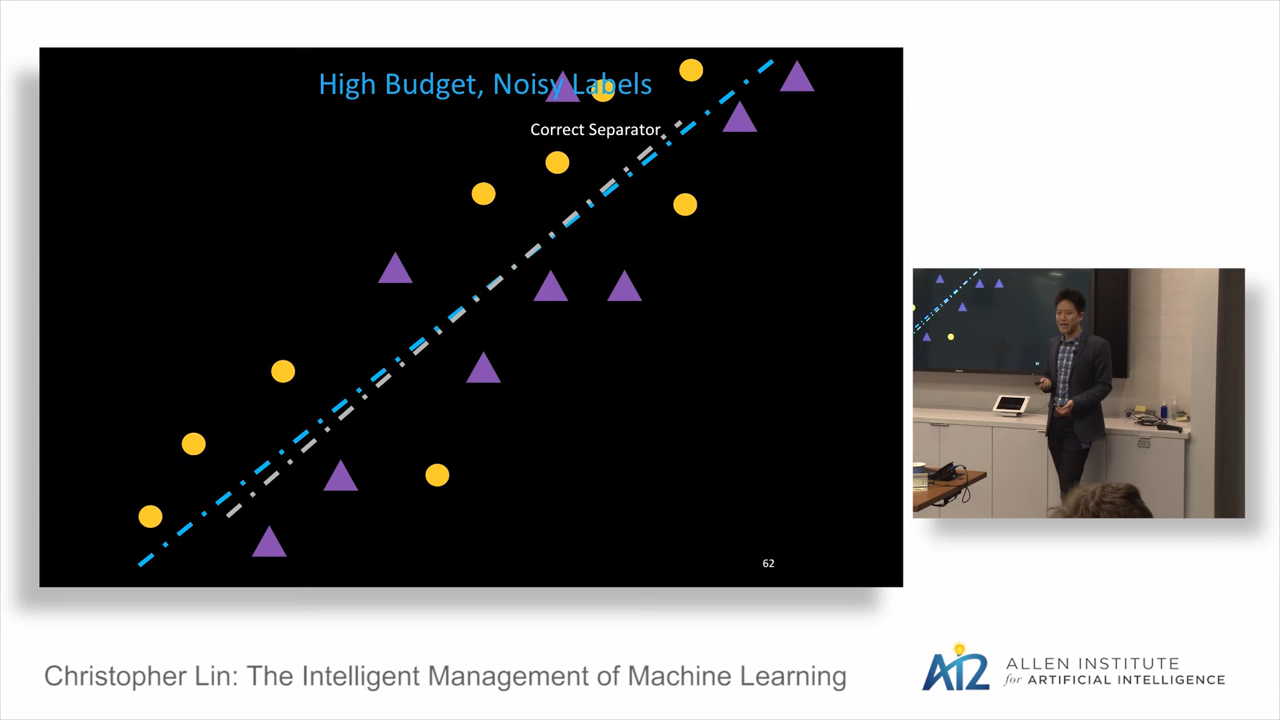 High Budget, Noisy Labels
Correct Separator
62
Christopher Lin: The Intelligent Management of Machine Learning
AI2
ALLEN INSTITUTE
for ARTIFICIAL INTELLIGENCE